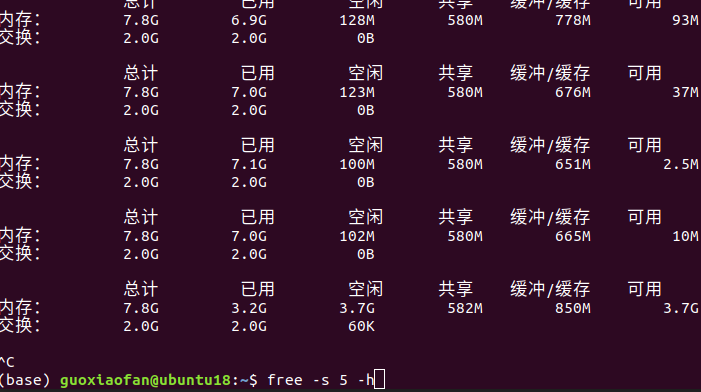 总计 已用 空闲 共享 缓冲/缓存 可用
内存: 7.8G 6.9G 128M 580M 778M 93M
交换: 2.0G 2.0G 0B
总计 已用 空闲 共享 缓冲/缓存 可用
内存: 7.8G 7.0G 123M 580M 676M 37M
交换: 2.0G 2.0G 0B
总计 已用 空闲 共享 缓冲/缓存 可用
内存: 7.8G 7.1G 100M 580M 651M 2.5M
交换: 2.0G 2.0G 0B
总计 已用 空闲 共享 缓冲/缓存 可用
内存: 7.8G 7.0G 102M 580M 665M 10M
交换: 2.0G 2.0G 0B
总计 已用 空闲 共享 缓冲/缓存 可用
内存: 7.8G 3.2G 3.7G 582M 850M 3.7G
交换: 2.0G 2.0G 60K
^C
(base) guoxiaofan@ubuntu18:~$ free -s 5 -h